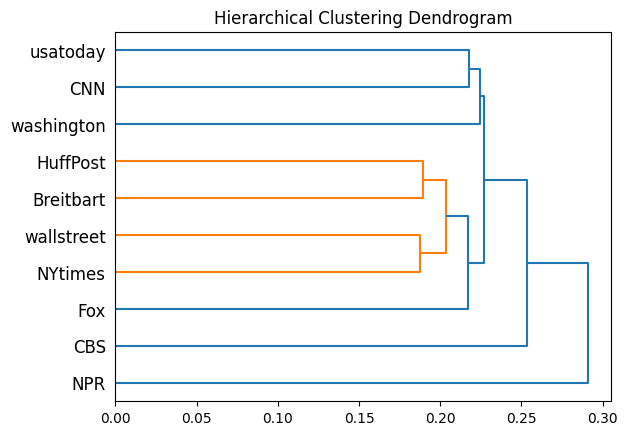 Hierarchical Clustering Dendrogram
usatoday
CNN
washington
HuffPost
Breitbart
wallstreet
NYtimes
Fox
CBS
NPR
0.00 0.05 0.10 0.15 0.20 0.25 0.30